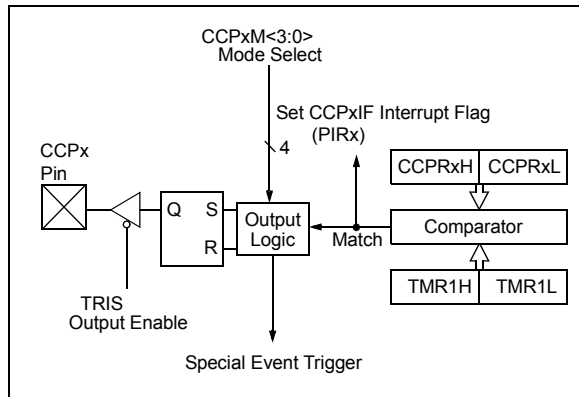 CCPxM<3:0>
Mode Select
Set CCPxIF Interrupt Flag
(PIRx)
4
CCPx
Pin
CCPRxH CCPRxL
Q S
R
Output
Logic
Match
Comparator
TRIS
Output Enable
TMR1H TMR1L
Special Event Trigger